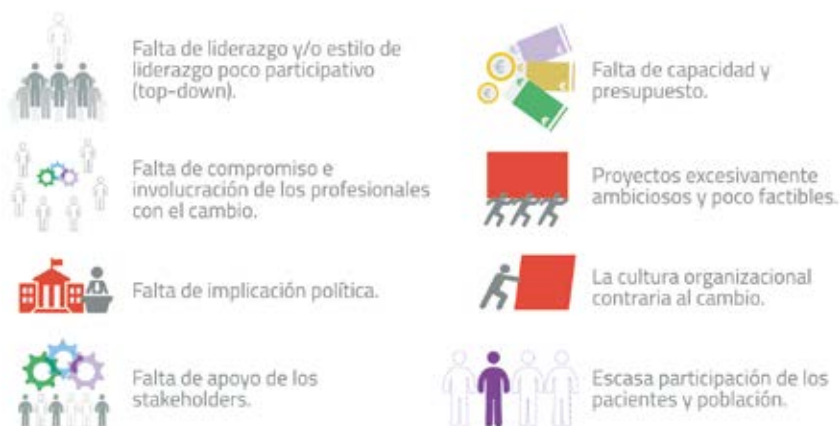 Falta de liderazgo y/o estilo de
liderazgo poco participativo
(top-down).
Falta de compromiso e
involucración de los profesionales
con el cambio.
Falta de implicación política.
Falta de apoyo de los
stakeholders.
Falta de capacidad y
presupuesto.
Proyectos excesivamente
ambiciosos y poco factibles.
La cultura organizacional
contraria al cambio.
Escasa participación de los
pacientes y población.